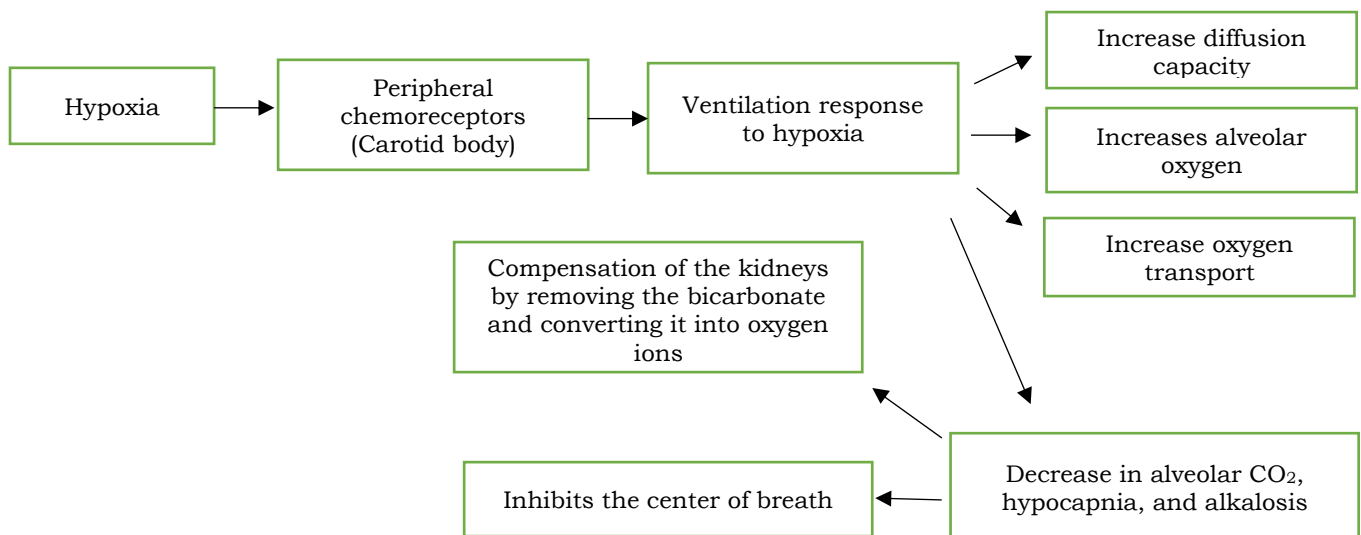 Hypoxia
Peripheral
chemoreceptors
(Carotid body)
Ventilation response
to hypoxia
Increase diffusion
capacity
Increases alveolar
oxygen
Increase oxygen
transport
Compensation of the kidneys
by removing the bicarbonate
and converting it into oxygen
ions
Decrease in alveolar CO₂,
hypocapnia, and alkalosis
Inhibits the center of breath